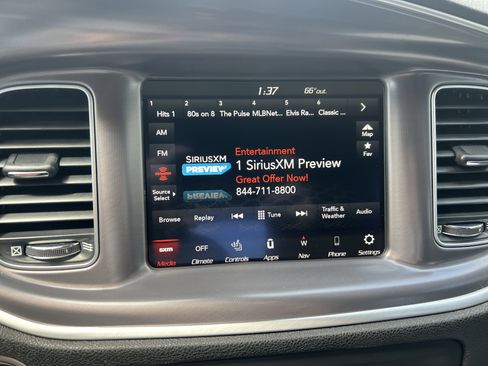 1:37 66°out.
1 2 3 4 5 6
Hits 1 80s on 8 The Pulse MLBNet... Elvis Ra... Classic ...
AM
Map
FM
Fav
Entertainment
SIRIUSXM 1 SiriusXM Preview
PREVIEW Great Offer Now!
844-711-8800
Source
Select
Browse Replay Tune Traffic &
Weather Audio
sxm OFF ū W
Media Climate Controls Apps Nav Phone Settings